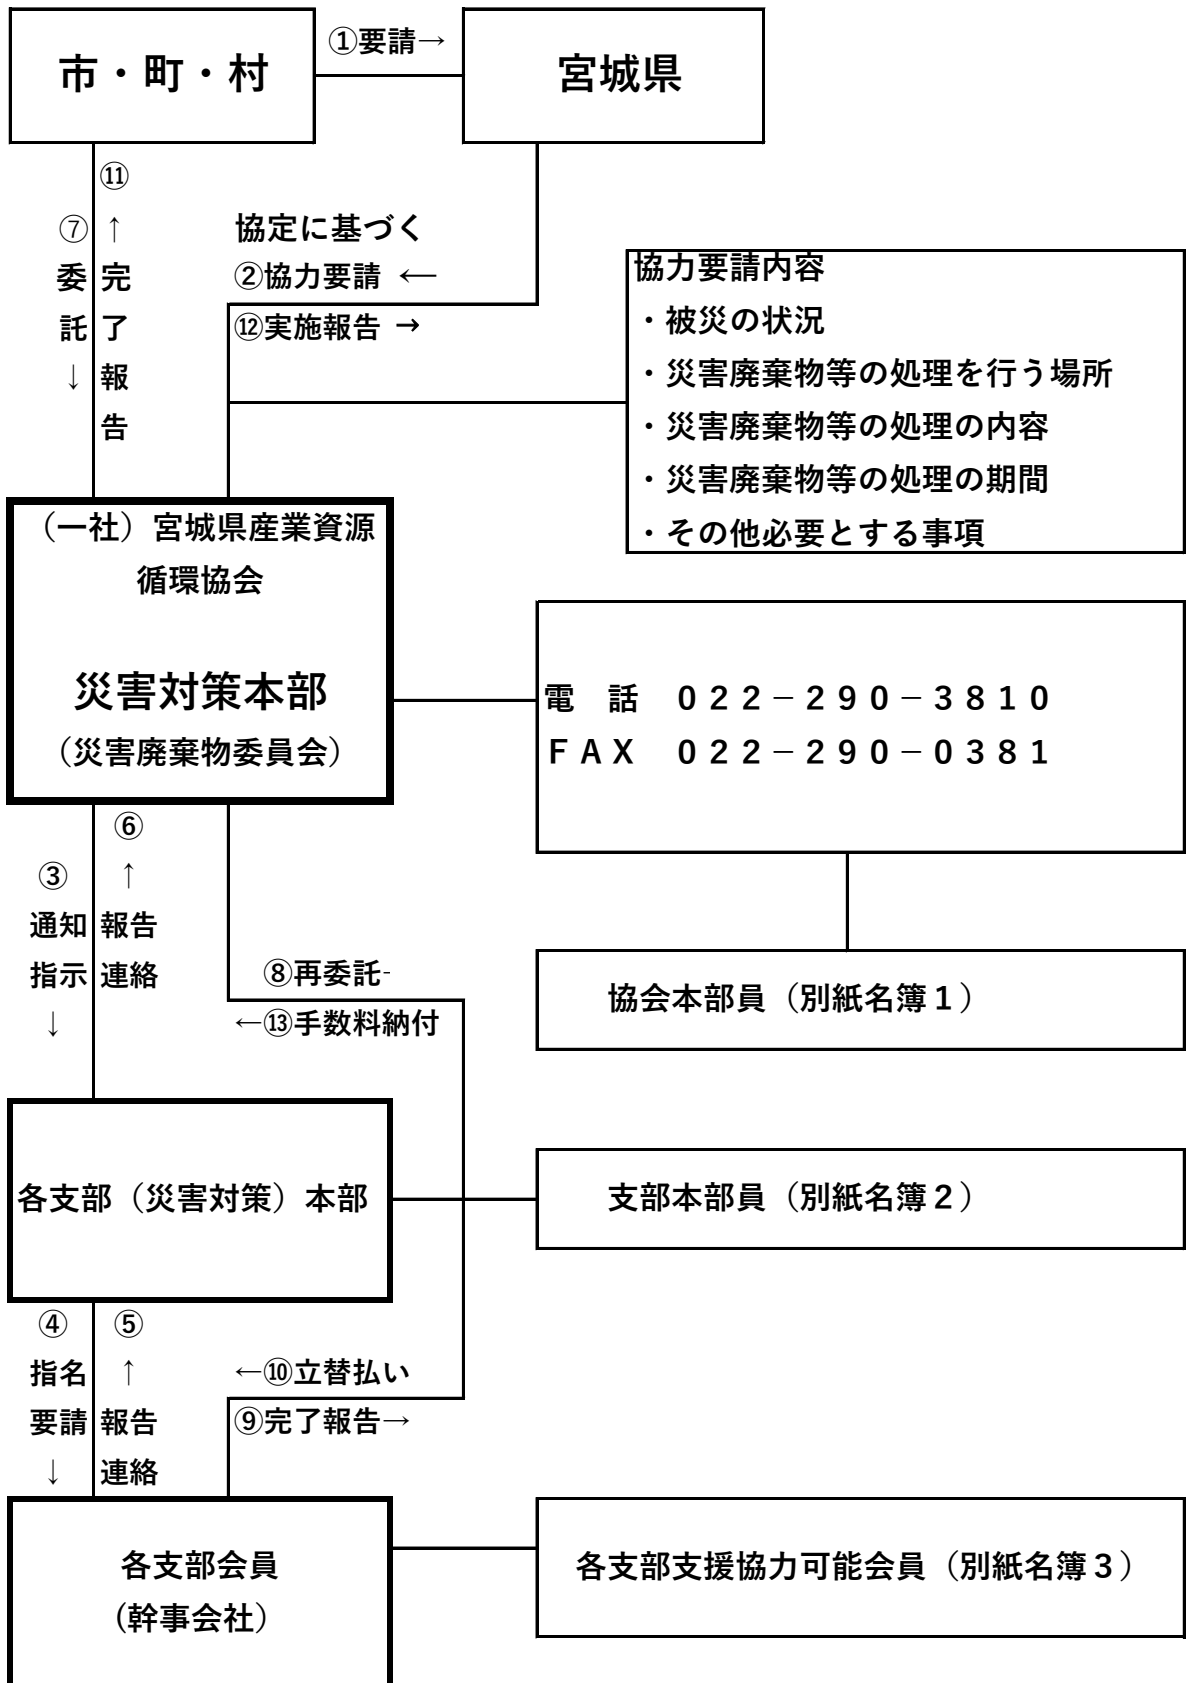 市・町・村
①要請→
宮城県
⑪
↑
完
了
報
告
⑦
委
託
↓
協定に基づく
②協力要請 ←
⑫実施報告 →
協力要請内容
・被災の状況
・災害廃棄物等の処理を行う場所
・災害廃棄物等の処理の内容
・災害廃棄物等の処理の期間
・その他必要とする事項
（一社）宮城県産業資源
循環協会
災害対策本部
（災害廃棄物委員会）
電　話　０２２－２９０－３８１０
ＦＡＸ　０２２－２９０－０３８１
③
通知
指示
↓
⑥
↑
報告
連絡
⑧再委託-
←⑬手数料納付
協会本部員（別紙名簿１）
各支部（災害対策）本部
支部本部員（別紙名簿２）
④
指名
要請
↓
⑤
↑
報告
連絡
←⑩立替払い
⑨完了報告→
各支部会員
（幹事会社）
各支部支援協力可能会員（別紙名簿３）